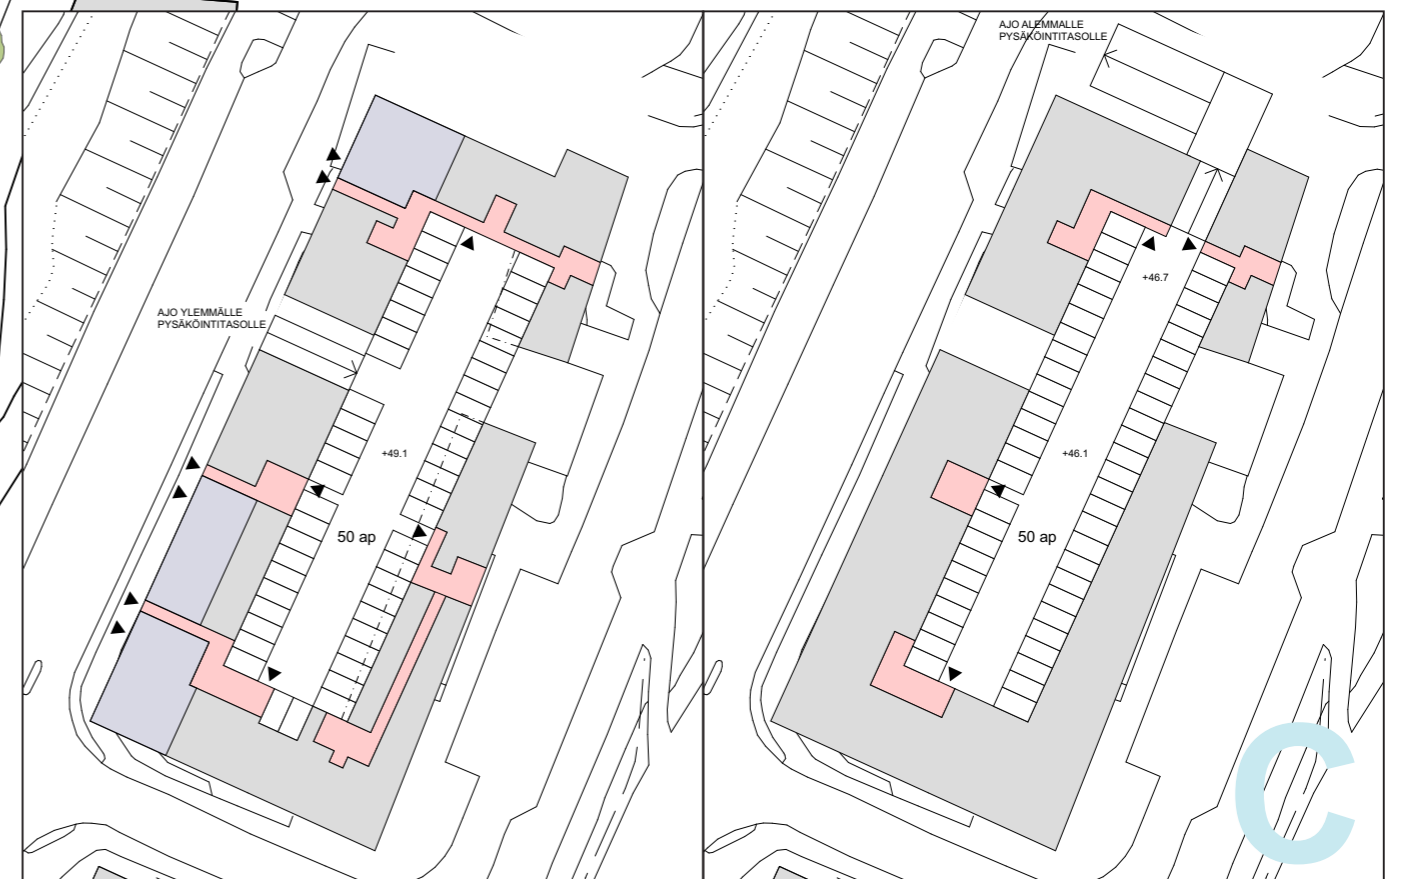 AJO YLEMMÄLLE
PYSÄKÖINTITASOLLE
+49.1
50 ap
AJO ALEMMALLE
PYSÄKÖINTITASOLLE
+46.7
+46.1
50 ap
C